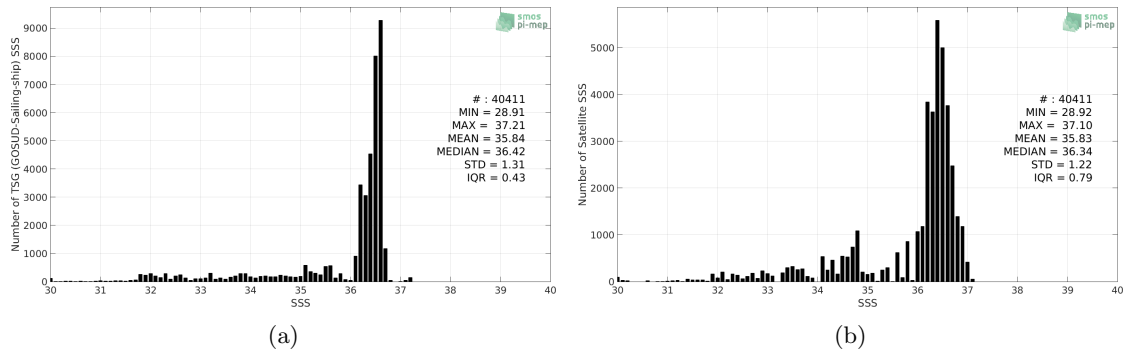 smos
pi-mep
Number of TSG (GOSUD-Sailing-ship) SSS
9000
8000
7000
6000
5000
4000
3000
2000
1000
0
# : 40411
MIN = 28.91
MAX = 37.21
MEAN = 35.84
MEDIAN = 36.42
STD = 1.31
IQR = 0.43
30 31 32 33 34 35 36 37 38 39 40
SSS
(a)
smos
pi-mep
Number of Satellite SSS
5000
4000
3000
2000
1000
0
# : 40411
MIN = 28.92
MAX = 37.10
MEAN = 35.83
MEDIAN = 36.34
STD = 1.22
IQR = 0.79
30 31 32 33 34 35 36 37 38 39 40
SSS
(b)